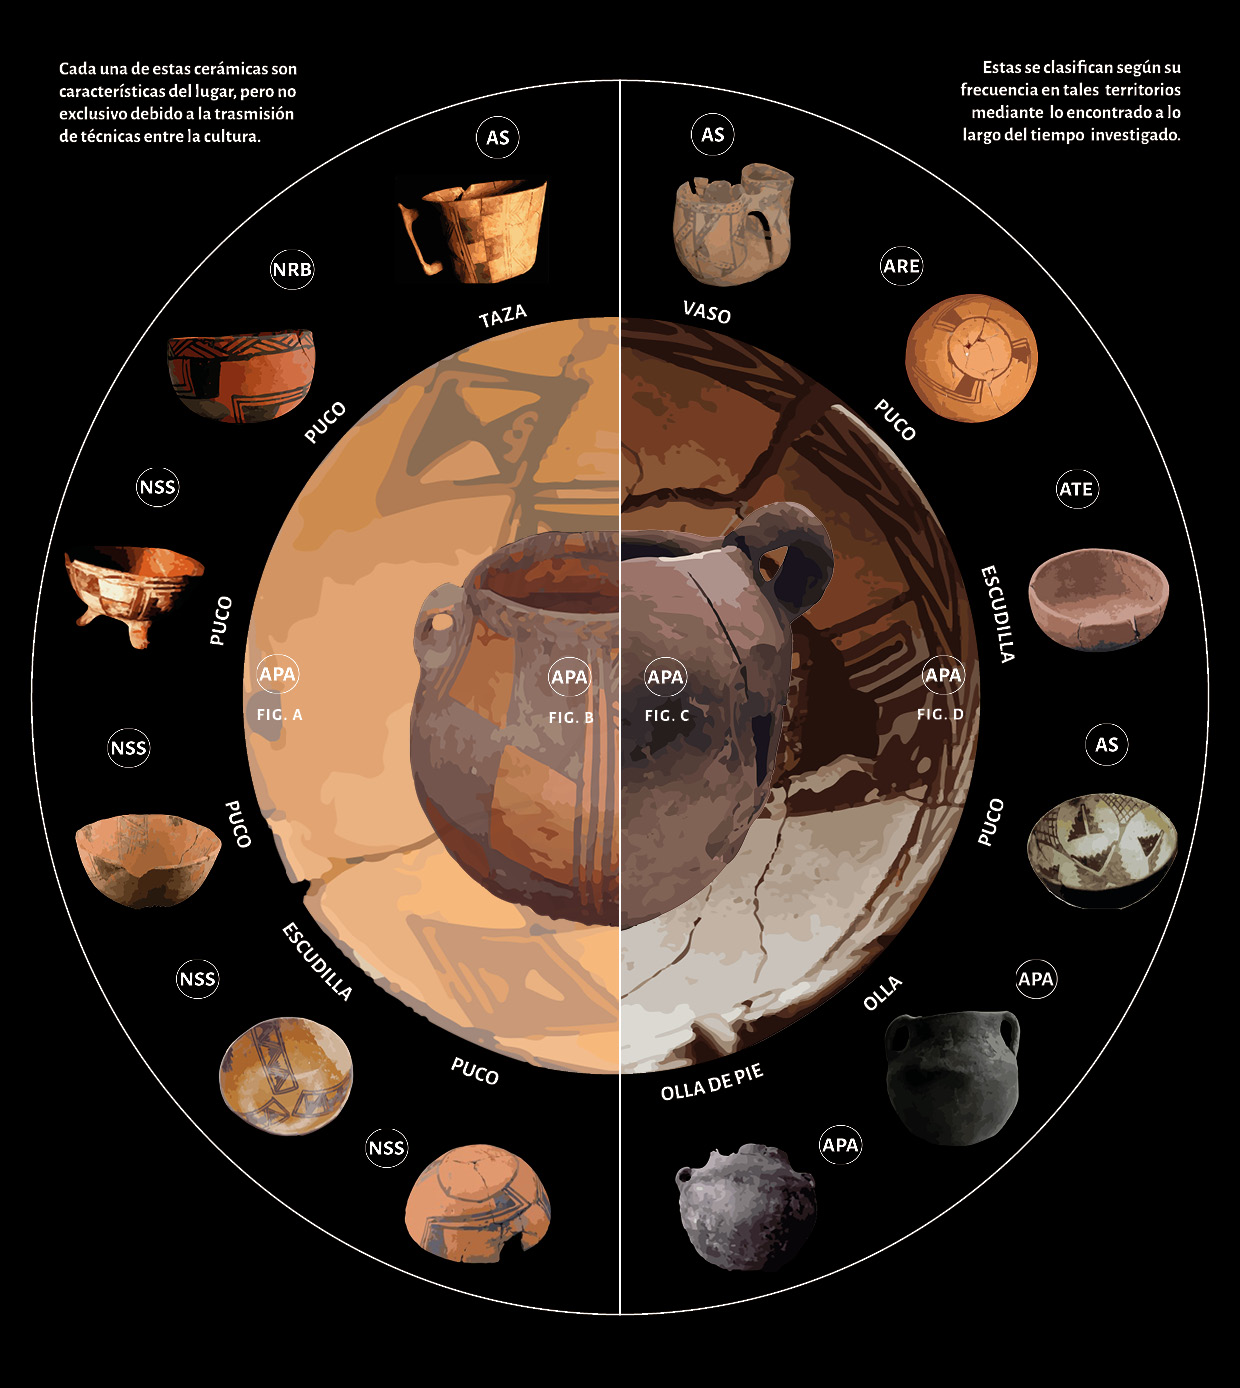 Cada una de estas cerámicas son
características del lugar, pero no
exclusivo debido a la trasmisión
de técnicas entre la cultura.
Estas se clasifican según su
frecuencia en tales territorios
mediante lo encontrado a lo
largo del tiempo investigado.
AS
TAZA
NRB
PUCO
NSS
PUCO
NSS
PUCO
NSS
ESCUDILLA
NSS
PUCO
AS
VASO
ARE
PUCO
ATE
ESCUDILLA
AS
PUCO
APA
OLLA
APA
OLLA DE PIE
APA
FIG. A
APA
FIG. B
APA
FIG. C
APA
FIG. D